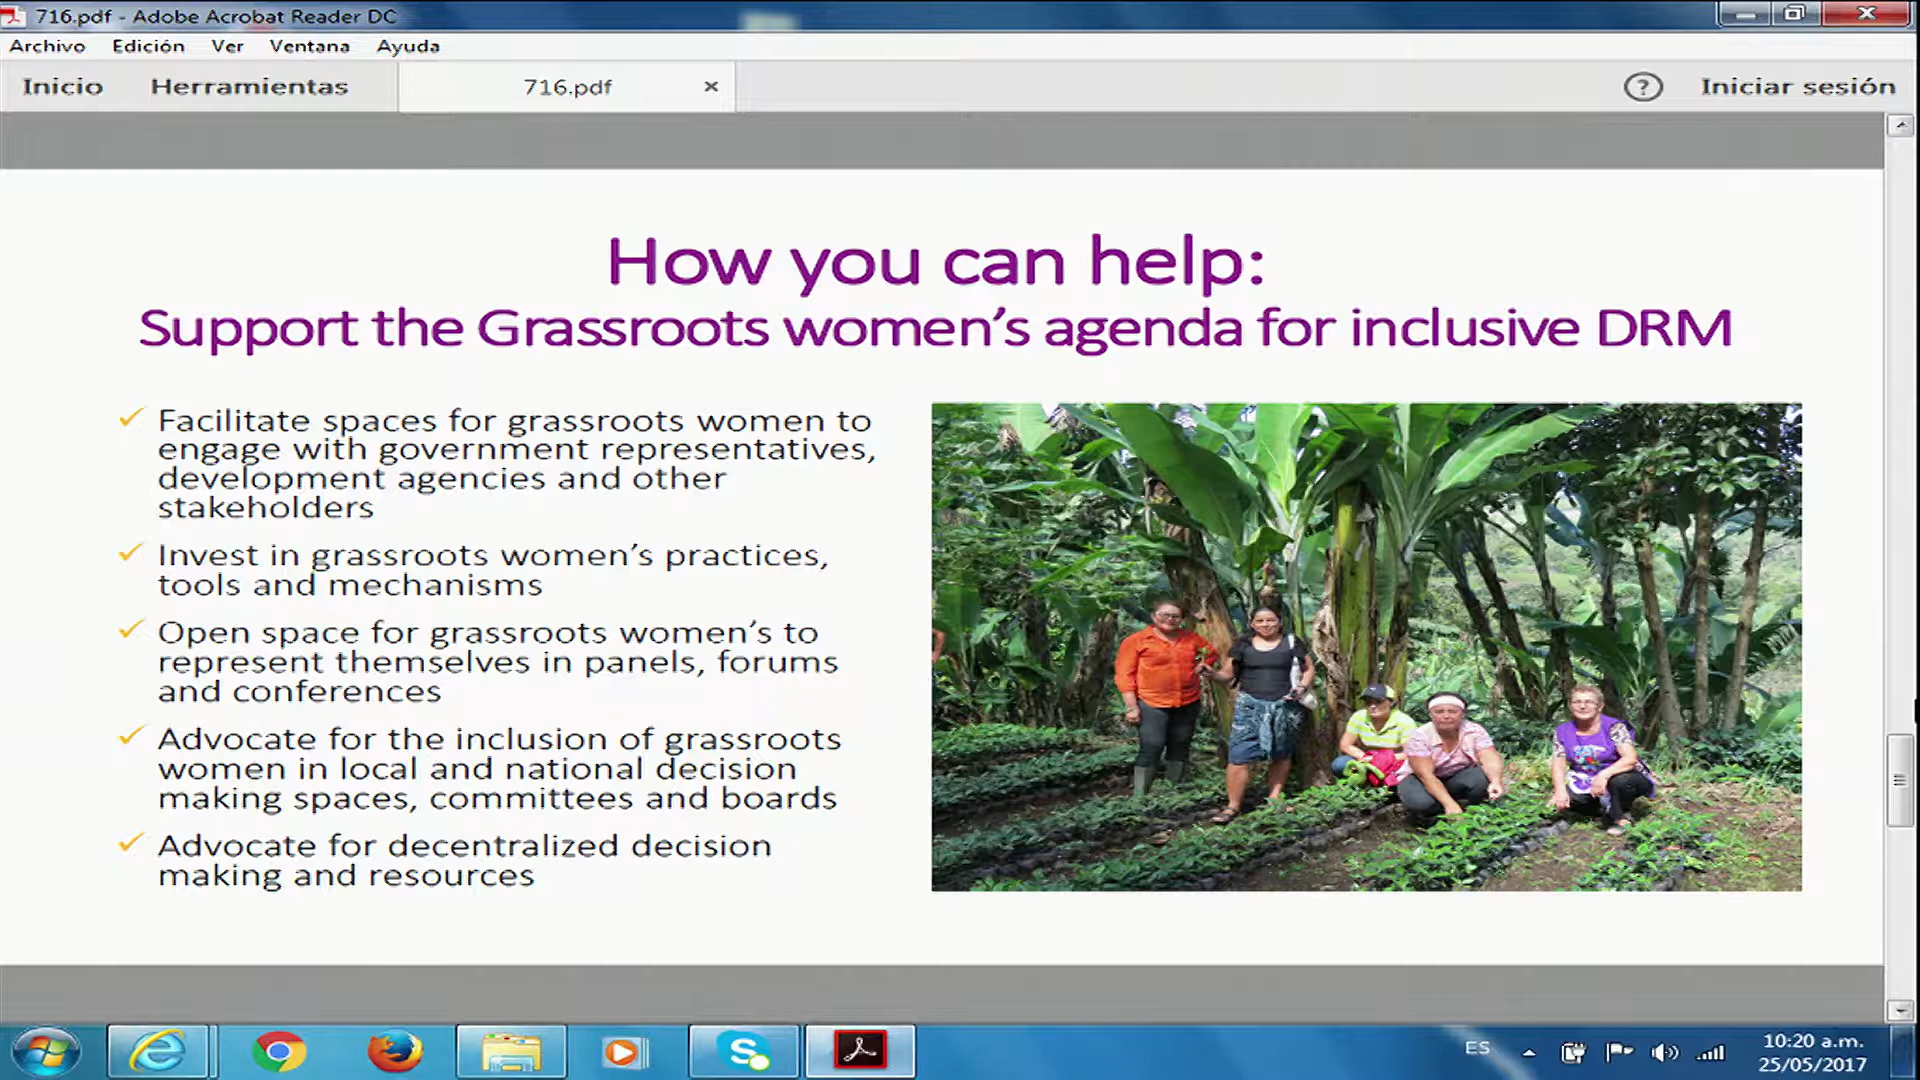 716.pdf - Adobe Acrobat Reader DC
Archivo Edición Ver Ventana Ayuda
Inicio Herramientas 716.pdf × ? Iniciar sesión
How you can help:
Support the Grassroots women’s agenda for inclusive DRM
✓ Facilitate spaces for grassroots women to
engage with government representatives,
development agencies and other
stakeholders
✓ Invest in grassroots women’s practices,
tools and mechanisms
✓ Open space for grassroots women’s to
represent themselves in panels, forums
and conferences
✓ Advocate for the inclusion of grassroots
women in local and national decision
making spaces, committees and boards
✓ Advocate for decentralized decision
making and resources
ES
10:20 a.m.
25/05/2017